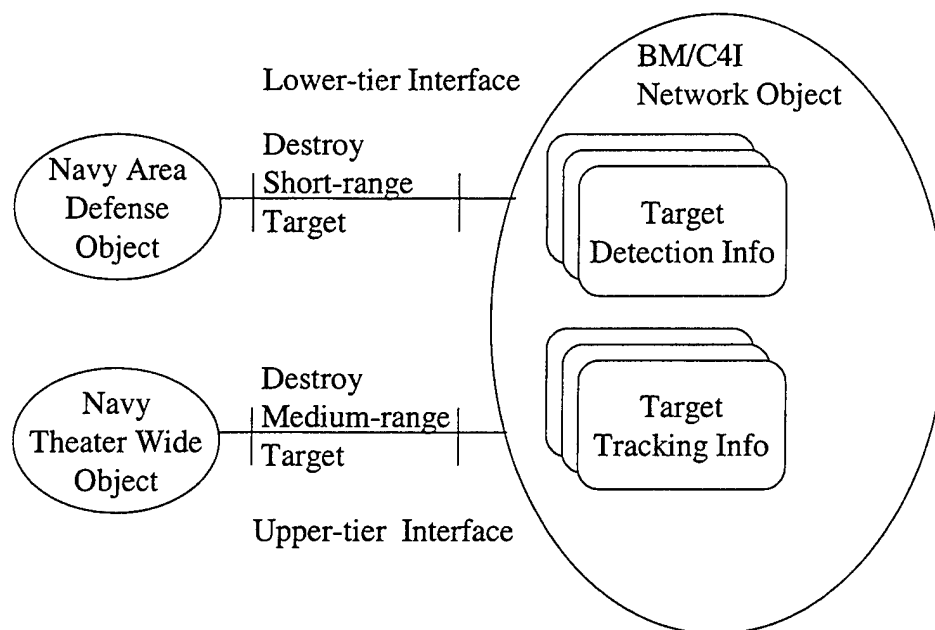 BM/C4I
Network Object
Lower-tier Interface
Destroy
Short-range
Target
Navy Area
Defense
Object
Target
Detection Info
Destroy
Medium-range
Target
Navy
Theater Wide
Object
Target
Tracking Info
Upper-tier Interface